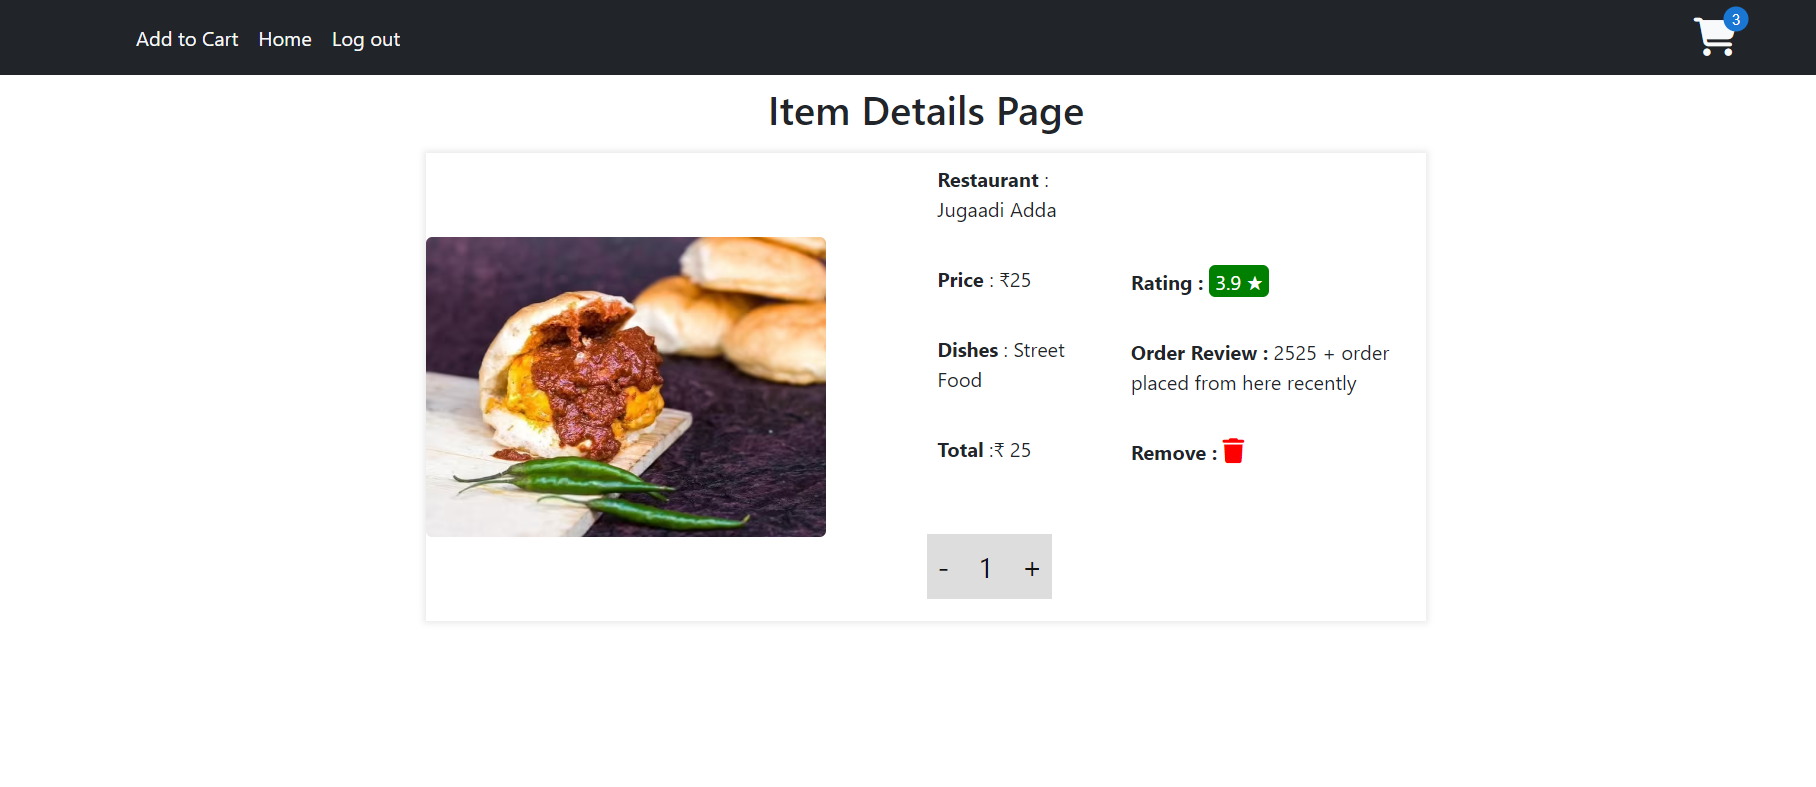 Add to Cart Home Log out
3
Item Details Page
Restaurant :
Jugaadi Adda
Price : ₹25
Rating : 3.9 ★
Dishes : Street
Food
Order Review : 2525 + order
placed from here recently
Total :₹ 25
Remove :
- 1 +